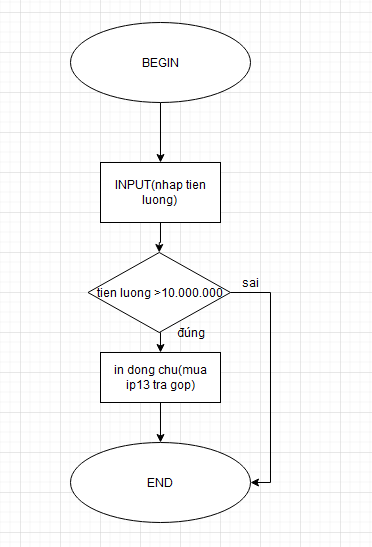 BEGIN
INPUT(nhap tien
luong)
tien luong >10.000.000
sai
đúng
in dong chu(mua
ip13 tra gop)
END